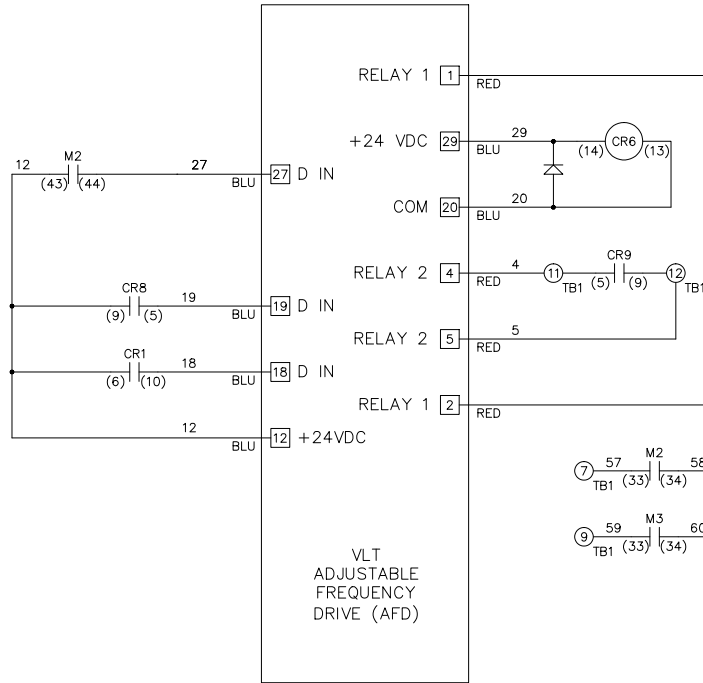 RELAY 1 1
RED
+24 VDC 29 29
BLU
(14) CR6 (13)
12 M2 27
(43) (44) BLU
27 D IN
COM 20 20
BLU
RELAY 2 4 4
RED
11 TB1
CR9
(5) (9)
12 TB1
CR8 19
(9) (5) BLU
19 D IN
RELAY 2 5 5
RED
CR1 18
(6) (10) BLU
18 D IN
RELAY 1 2
RED
12
BLU
12 +24VDC
7 TB1 57 M2 58
(33) (34)
9 TB1 59 M3 60
(33) (34)
VLT
ADJUSTABLE
FREQUENCY
DRIVE (AFD)